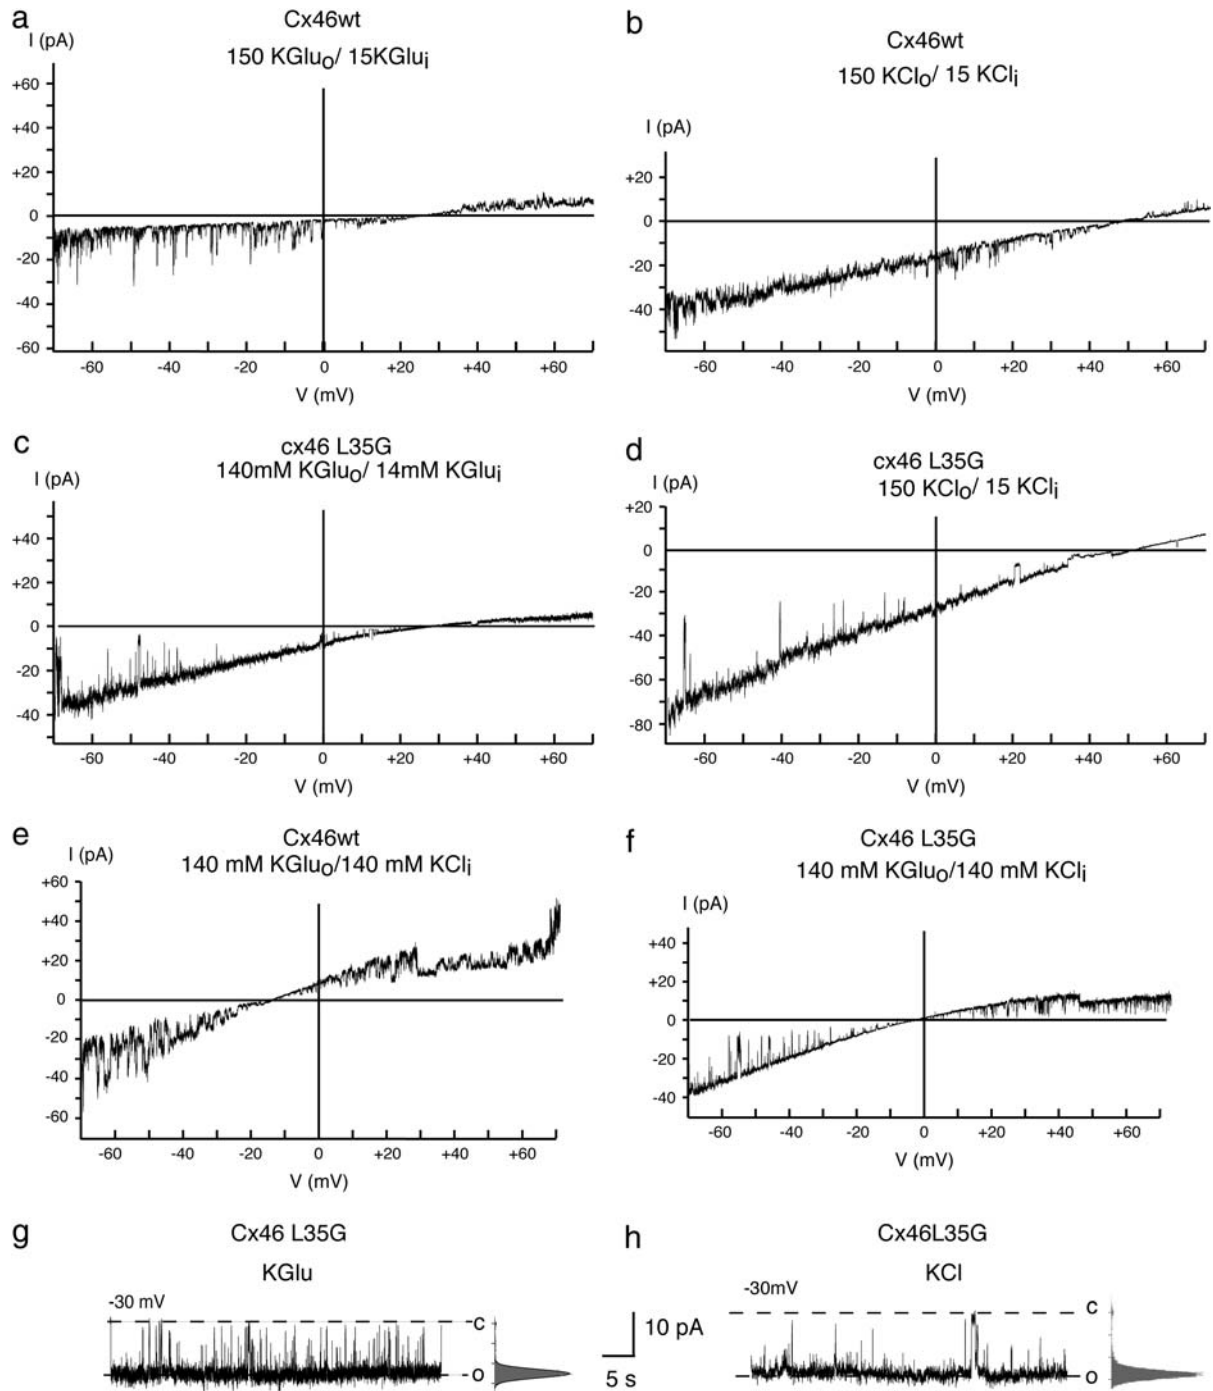 a
Cx46wt
150 KGluo/ 15KGlui
I (pA)
+60
+40
+20
0
-20
-40
-60
-60
-40
-20
0
+20
+40
+60
V (mV)
b
Cx46wt
150 KClo/ 15 KCli
I (pA)
+20
0
-20
-40
-60
-40
-20
0
+20
+40
+60
V (mV)
c
cx46 L35G
140mM KGluo/ 14mM KGlui
I (pA)
+40
+20
0
-20
-40
-60
-40
-20
0
+20
+40
+60
V (mV)
d
cx46 L35G
150 KClo/ 15 KCli
I (pA)
+20
0
-20
-40
-60
-80
-60
-40
-20
0
+20
+40
+60
V (mV)
e
Cx46wt
140 mM KGluo/140 mM KCli
I (pA)
+60
+40
+20
0
-20
-40
-60
-60
-40
-20
0
+20
+40
+60
V (mV)
f
Cx46 L35G
140 mM KGluo/140 mM KCli
I (pA)
+40
+20
0
-20
-40
-60
-40
-20
0
+20
+40
+60
V (mV)
g
Cx46 L35G
KGlu
-30 mV
c
o
10 pA
5 s
h
Cx46L35G
KCl
-30mV
c
o